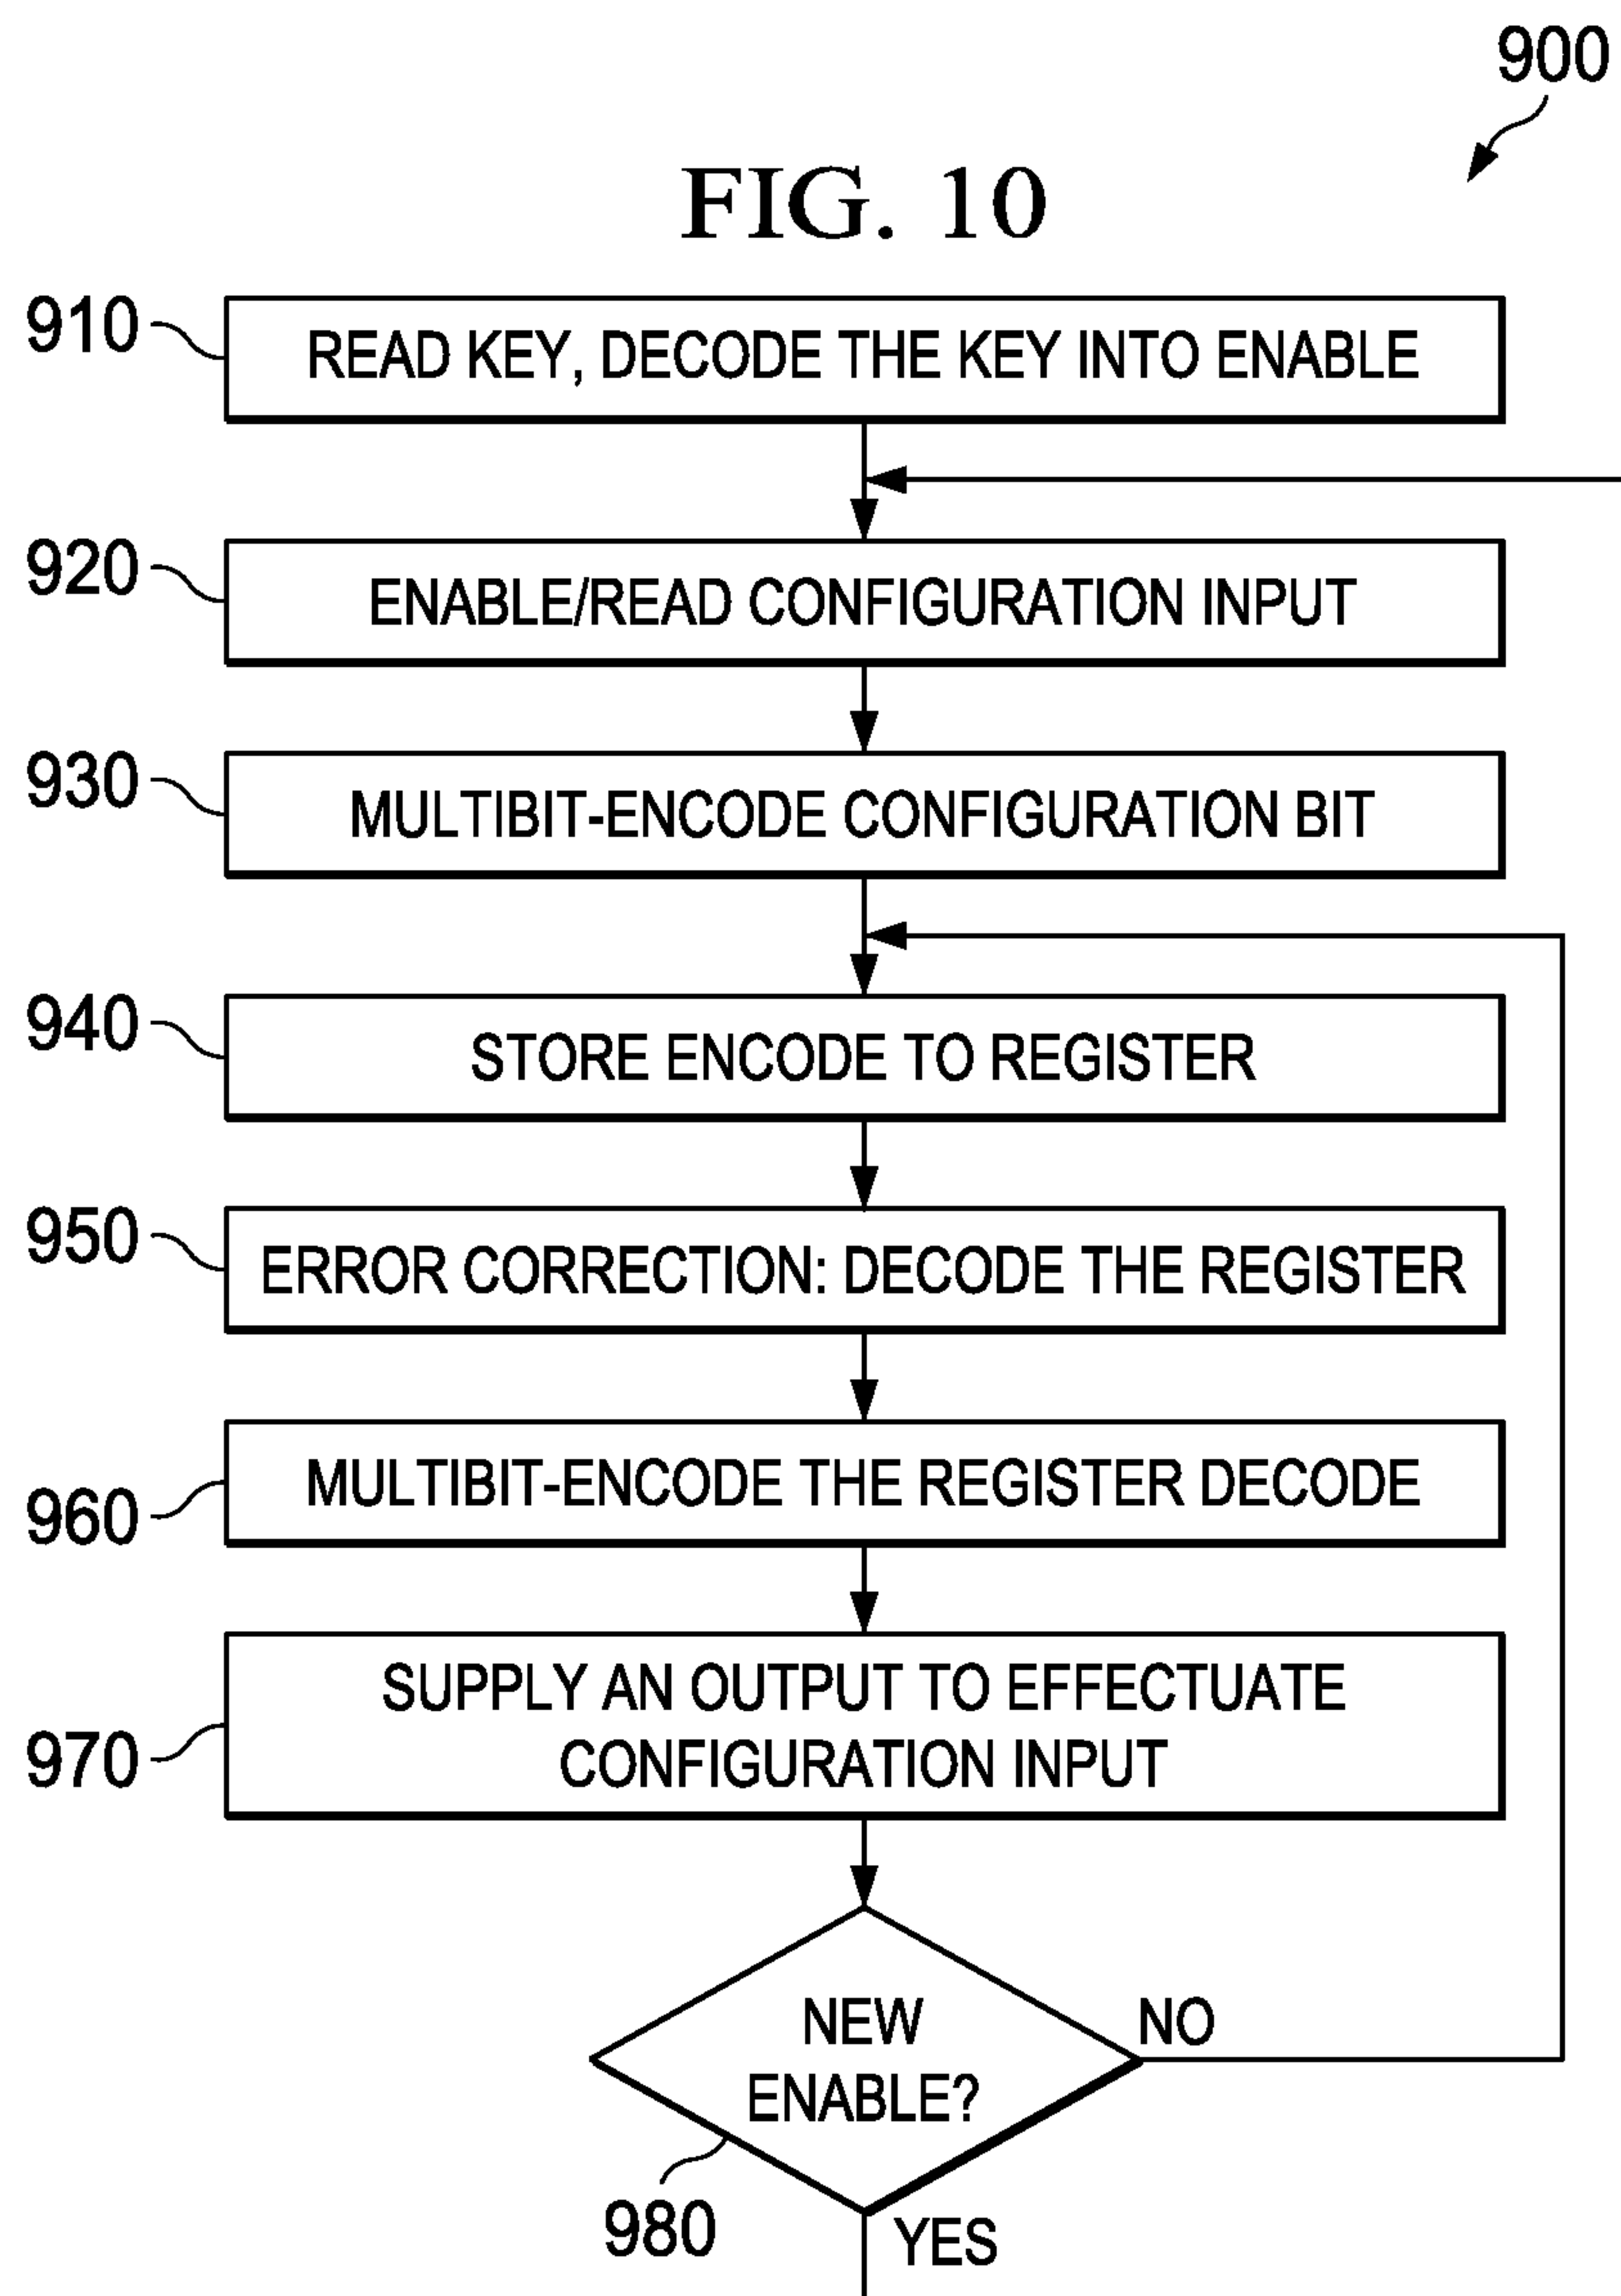 900
FIG. 10
910
READ KEY, DECODE THE KEY INTO ENABLE
920
ENABLE/READ CONFIGURATION INPUT
930
MULTIBIT-ENCODE CONFIGURATION BIT
940
STORE ENCODE TO REGISTER
950
ERROR CORRECTION: DECODE THE REGISTER
960
MULTIBIT-ENCODE THE REGISTER DECODE
970
SUPPLY AN OUTPUT TO EFFECTUATE
CONFIGURATION INPUT
NEW
ENABLE?
NO
980
YES